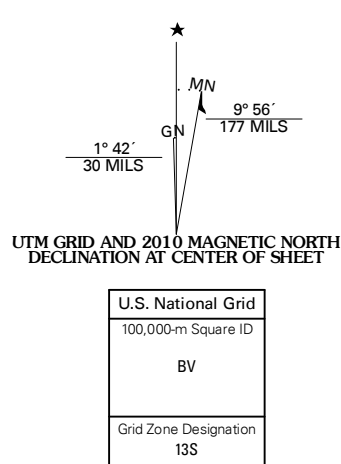 MN
9° 56´
177 MILS
GN
1° 42´
30 MILS
UTM GRID AND 2010 MAGNETIC NORTH
DECLINATION AT CENTER OF SHEET
U.S. National Grid
100,000-m Square ID
BV
Grid Zone Designation
13S